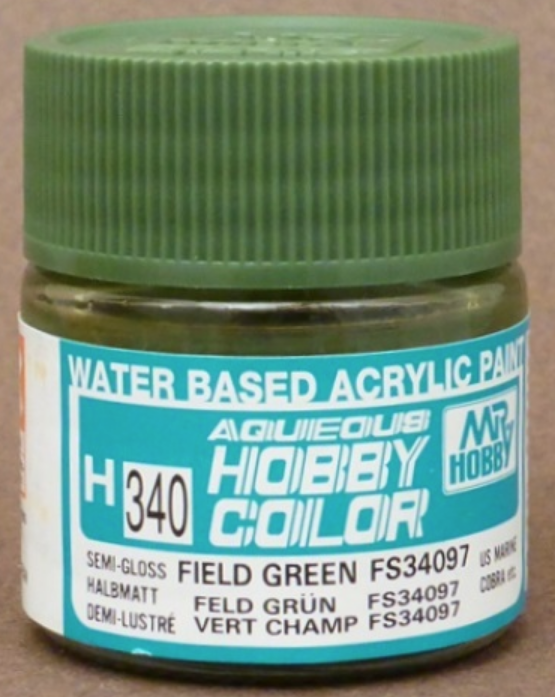 WATER BASED ACRYLIC PAINT
AQUEOUS
HOBBY
COLOR
H 340
MR
HOBBY
SEMI-GLOSS FIELD GREEN FS34097 US MARINE
HALBMATT FELD GRÜN FS34097 COBRA etc.
DEMI-LUSTRÉ VERT CHAMP FS34097